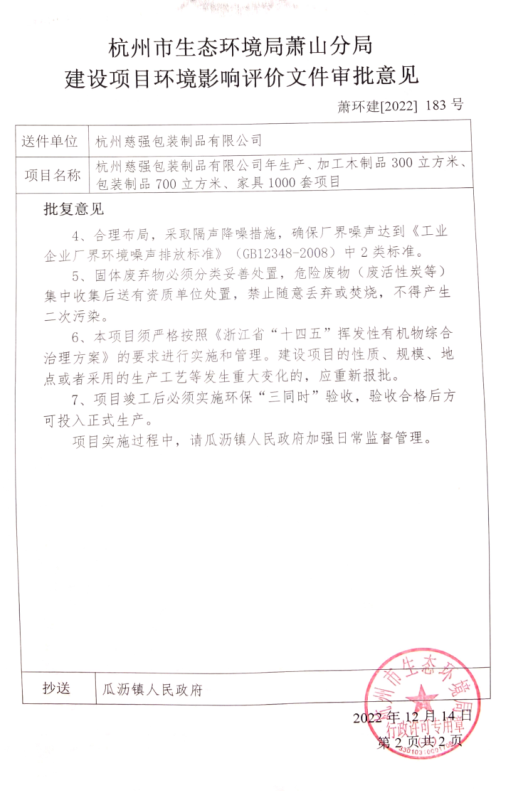 杭州市生态环境局萧山分局
建设项目环境影响评价文件审批意见
萧环建[2022] 183 号
送件单位 杭州慈强包装制品有限公司
项目名称 杭州慈强包装制品有限公司年生产、加工木制品 300 立方米、
包装制品 700 立方米、家具 1000 套项目
批复意见
4、合理布局，采取隔声降噪措施，确保厂界噪声达到《工业
企业厂界环境噪声排放标准》（GB12348-2008）中 2 类标准。
5、固体废弃物必须分类妥善处置，危险废物（废活性炭等）
集中收集后送有资质单位处置，禁止随意丢弃或焚烧，不得产生
二次污染。
6、本项目须严格按照《浙江省“十四五”挥发性有机物综合
治理方案》的要求进行实施和管理。建设项目的性质、规模、地
点或者采用的生产工艺等发生重大变化的，应重新报批。
7、项目竣工后必须实施环保“三同时”验收，验收合格后方
可投入正式生产。
项目实施过程中，请瓜沥镇人民政府加强日常监督管理。
抄送 瓜沥镇人民政府
杭州市生态环境局
2022 年 12 月 14 日
行政许可专用章
第 2 页共 2 页